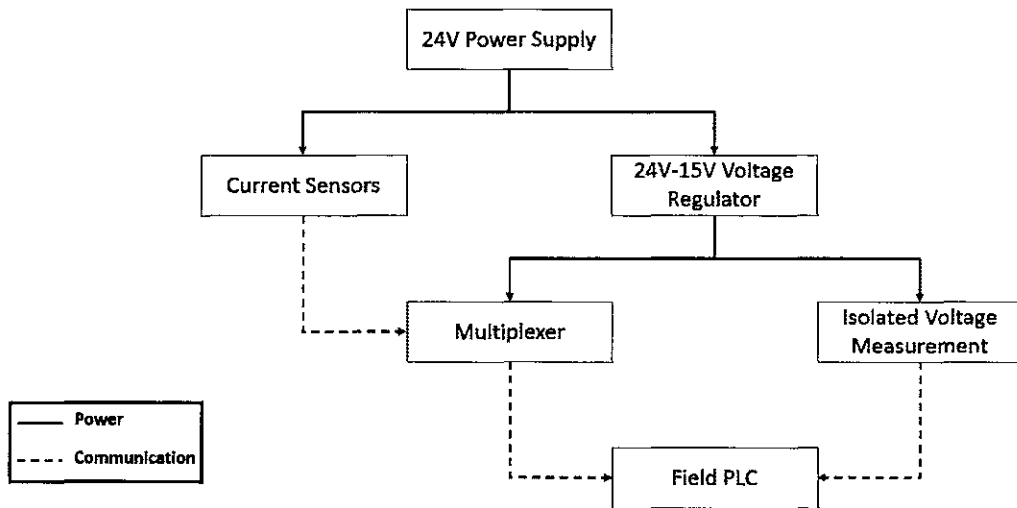 24V Power Supply
Current Sensors
24V-15V Voltage
Regulator
Multiplexer
Isolated Voltage
Measurement
Power
Communication
Field PLC